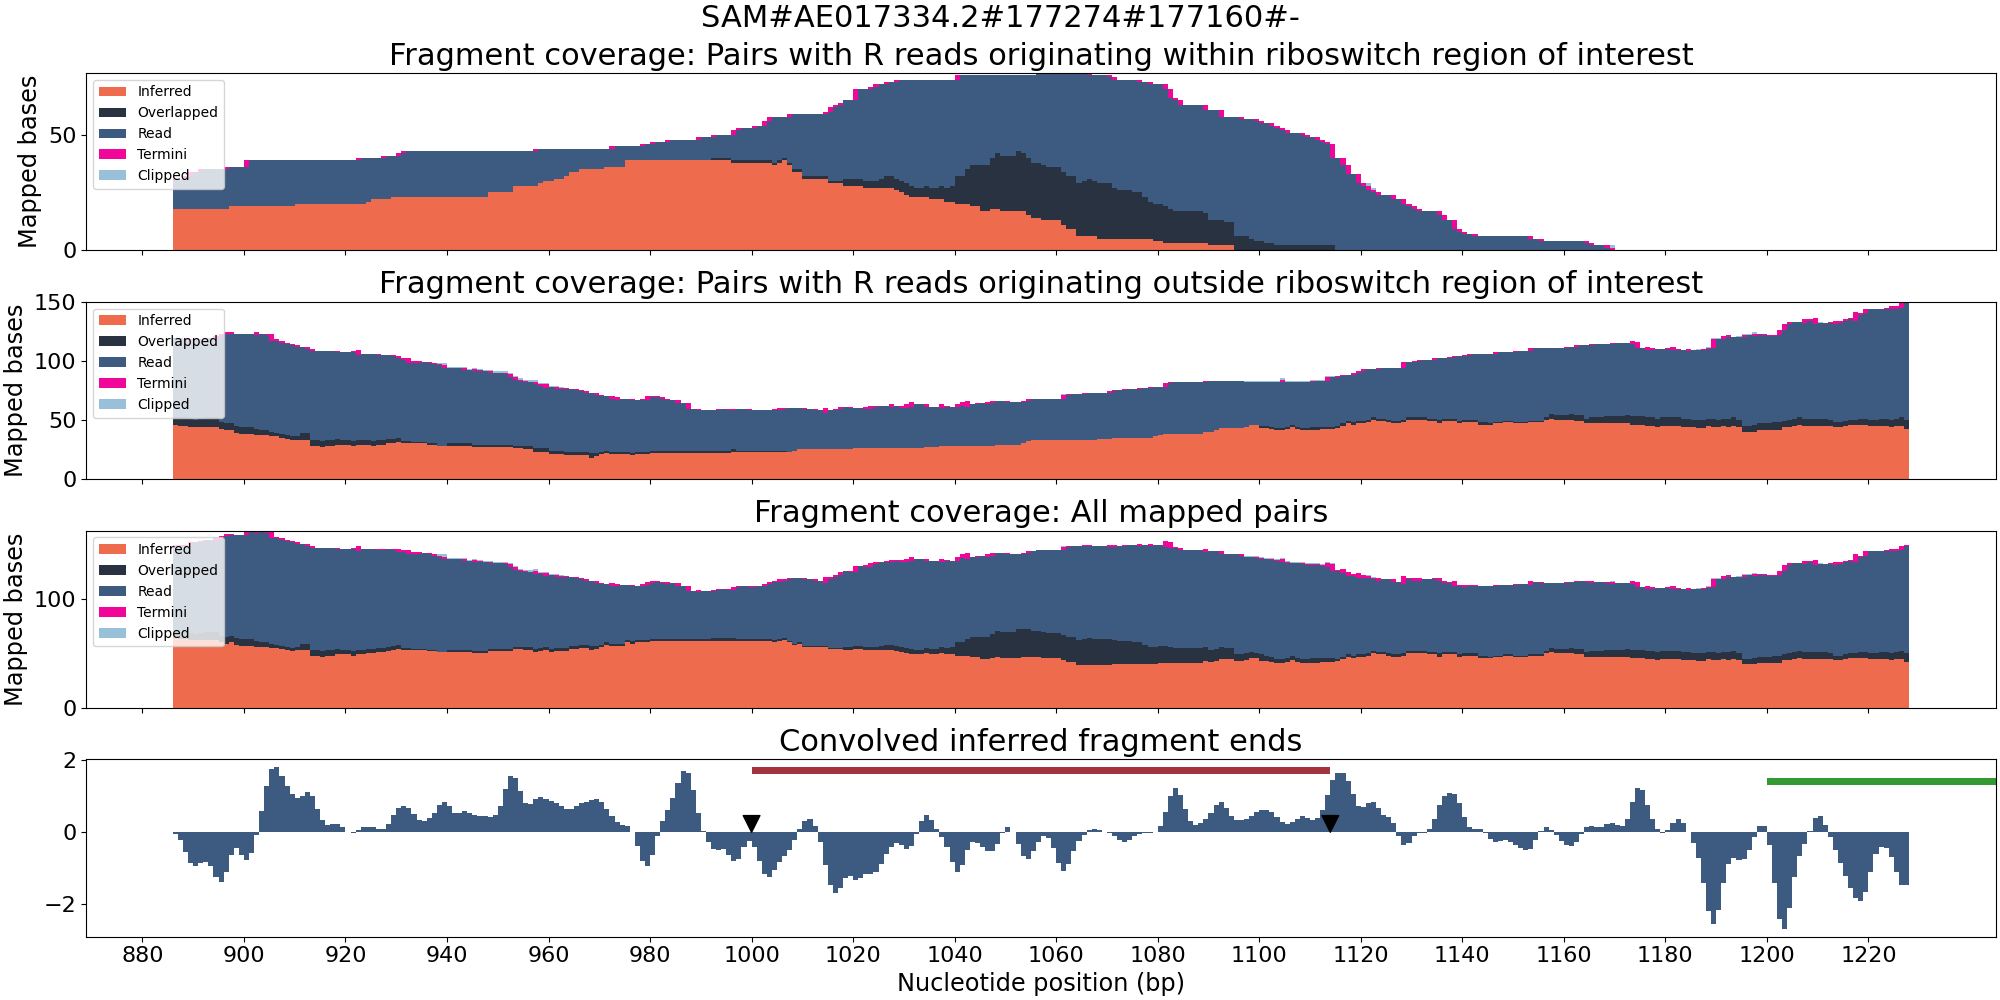 SAM#AE017334.2#177274#177160#-
Fragment coverage: Pairs with R reads originating within riboswitch region of interest
Mapped bases
50
0
Inferred
Overlapped
Read
Termini
Clipped
Fragment coverage: Pairs with R reads originating outside riboswitch region of interest
Mapped bases
150
100
50
0
Inferred
Overlapped
Read
Termini
Clipped
Fragment coverage: All mapped pairs
Mapped bases
100
0
Inferred
Overlapped
Read
Termini
Clipped
Convolved inferred fragment ends
2
0
−2
880 900 920 940 960 980 1000 1020 1040 1060 1080 1100 1120 1140 1160 1180 1200 1220
Nucleotide position (bp)